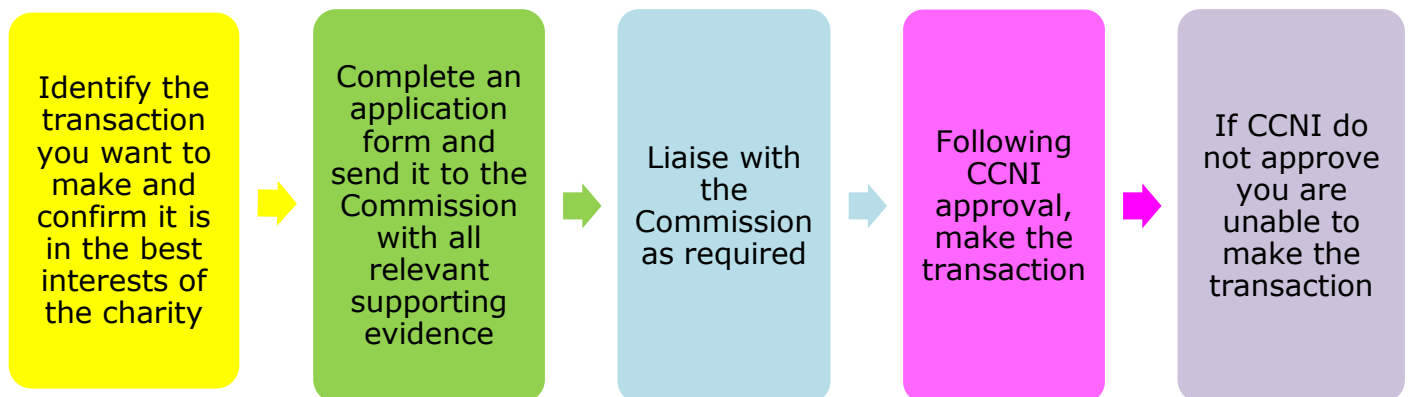 Identify the
transaction
you want to
make and
confirm it is
in the best
interests of
the charity
Complete an
application
form and
send it to the
Commission
with all
relevant
supporting
evidence
Liaise with
the
Commission
as required
Following
CCNI
approval,
make the
transaction
If CCNI do
not approve
you are
unable to
make the
transaction